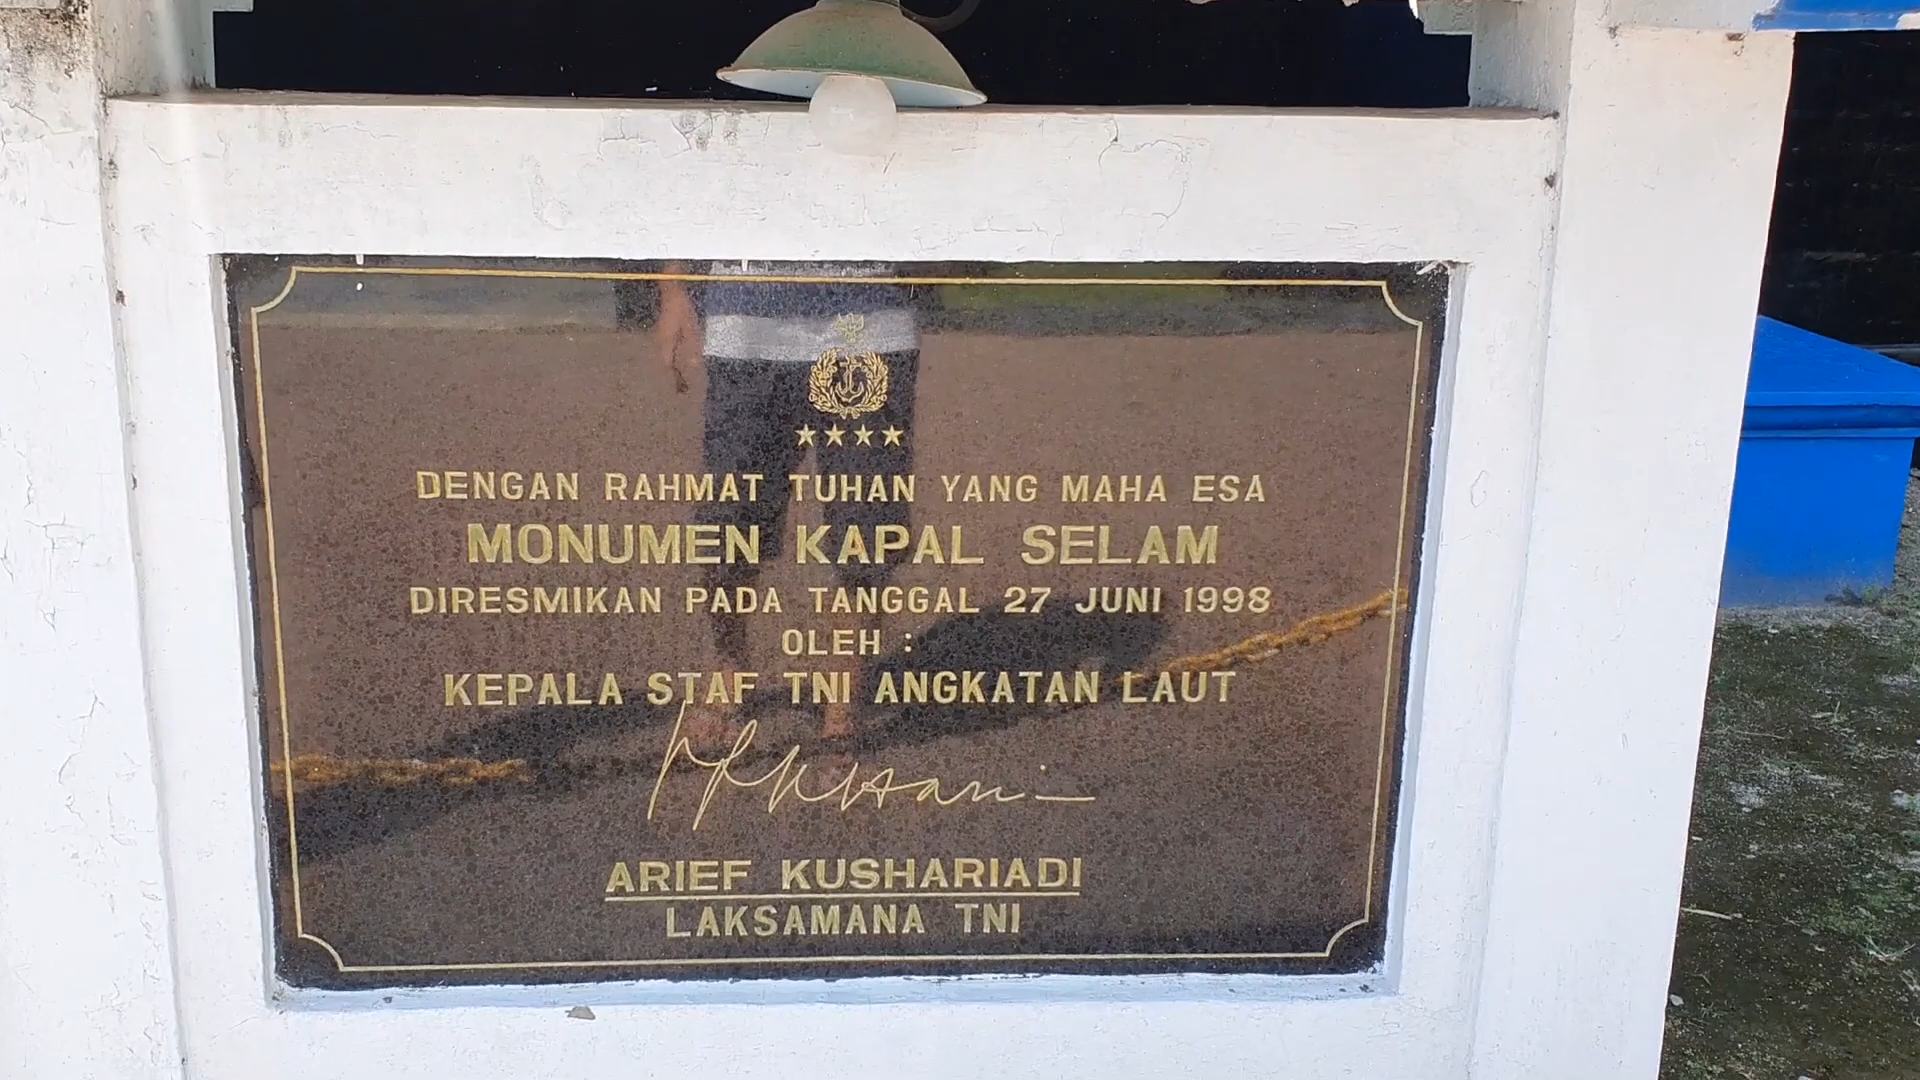 DENGAN RAHMAT TUHAN YANG MAHA ESA
MONUMEN KAPAL SELAM
DIRESMIKAN PADA TANGGAL 27 JUNI 1998
OLEH :
KEPALA STAF TNI ANGKATAN LAUT
ARIEF KUSHARIADI
LAKSAMANA TNI